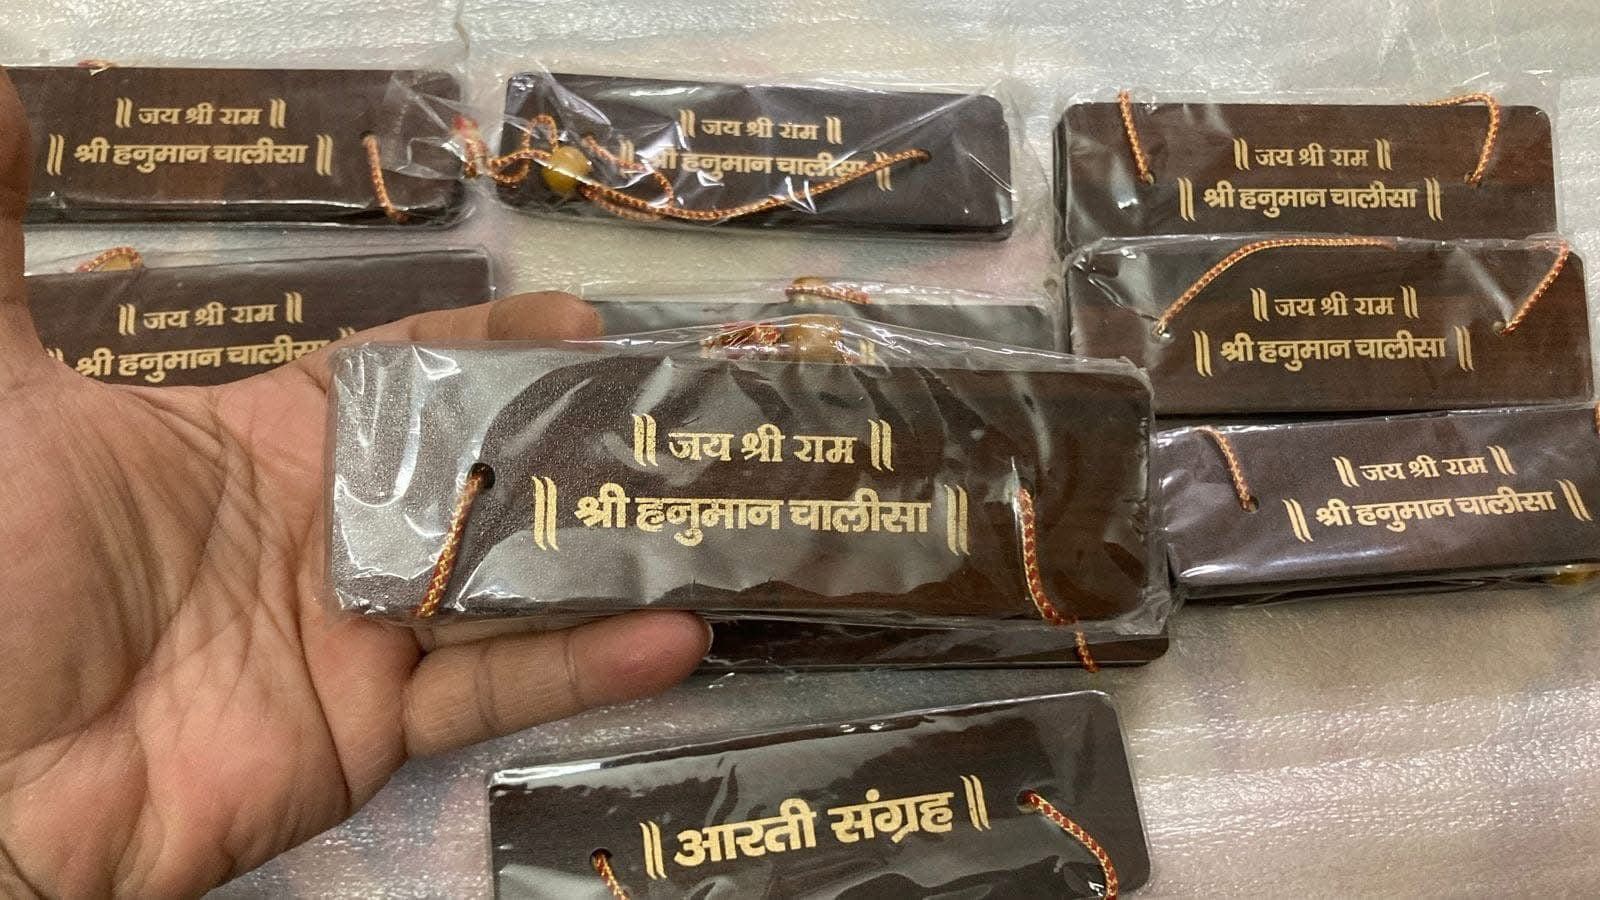 ॥ जय श्री राम ॥
॥ श्री हनुमान चालीसा ॥
॥ जय श्री राम ॥
॥ श्री हनुमान चालीसा ॥
॥ जय श्री राम ॥
॥ श्री हनुमान चालीसा ॥
॥ जय श्री राम ॥
॥ श्री हनुमान चालीसा ॥
॥ जय श्री राम ॥
॥ श्री हनुमान चालीसा ॥
॥ जय श्री राम ॥
॥ श्री हनुमान चालीसा ॥
॥ जय श्री राम ॥
॥ श्री हनुमान चालीसा ॥
॥ आरती संग्रह ॥